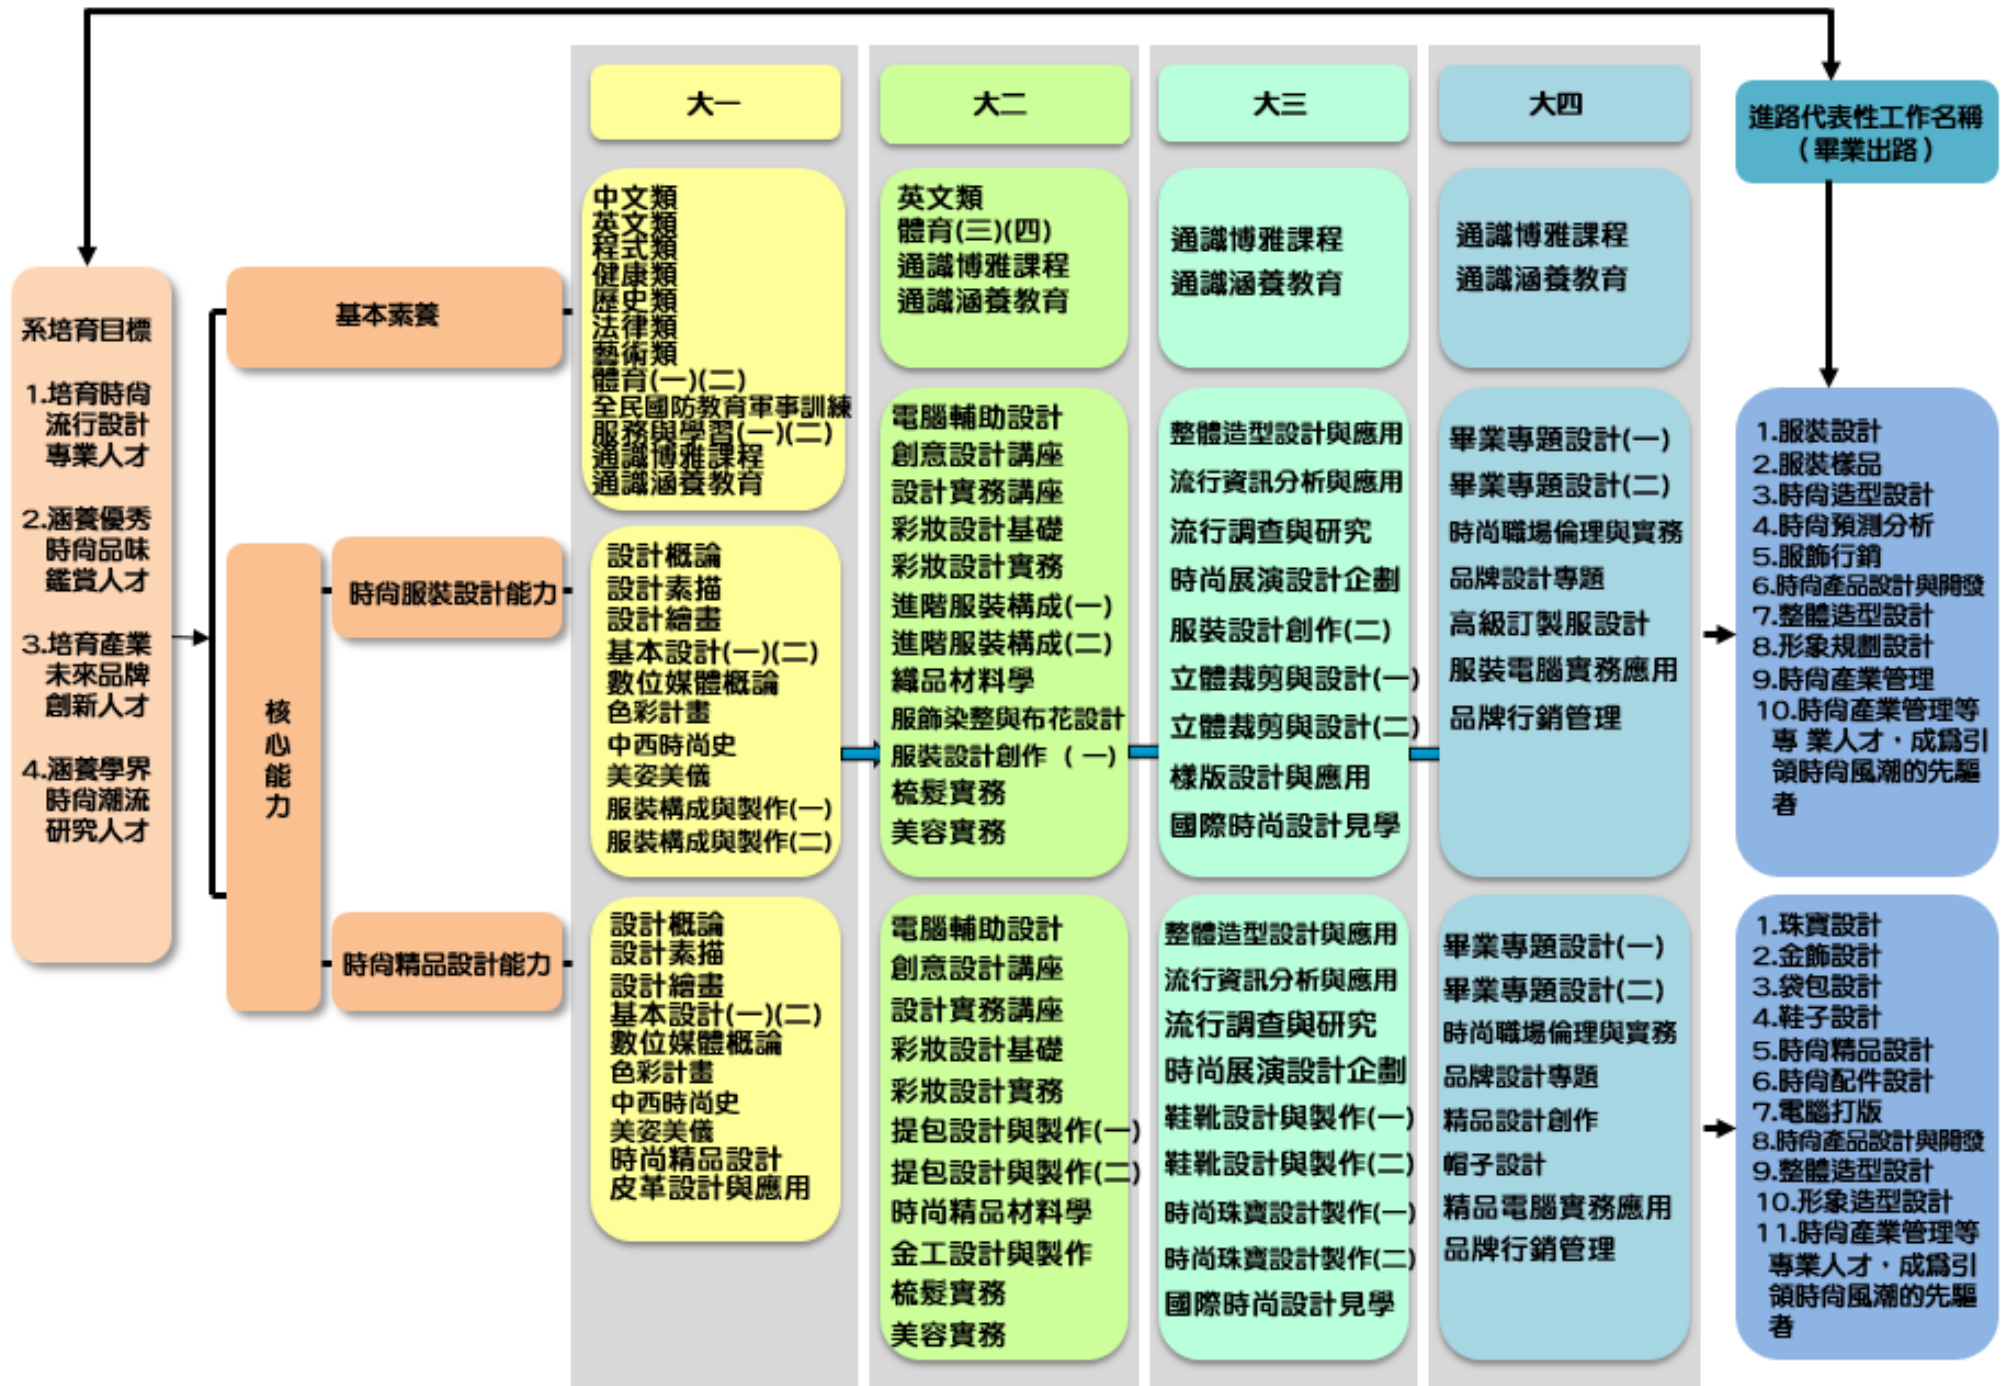 大一
大二
大三
大四
進路代表性工作名稱
（畢業出路）
系培育目標
1.培育時尚
流行設計
專業人才
2.涵養優秀
時尚品味
鑑賞人才
3.培育產業
未來品牌
創新人才
4.涵養學界
時尚潮流
研究人才
基本素養
核
心
能
力
時尚服裝設計能力
時尚精品設計能力
中文類
英文類
程式類
健康類
歷史類
法律類
藝術類
體育(一)(二)
全民國防教育軍事訓練
服務與學習(一)(二)
通識博雅課程
通識涵養教育
英文類
體育(三)(四)
通識博雅課程
通識涵養教育
通識博雅課程
通識涵養教育
通識博雅課程
通識涵養教育
設計概論
設計素描
設計繪畫
基本設計(一)(二)
數位媒體概論
色彩計畫
中西時尚史
美姿美儀
服裝構成與製作(一)
服裝構成與製作(二)
電腦輔助設計
創意設計講座
設計實務講座
彩妝設計基礎
彩妝設計實務
進階服裝構成(一)
進階服裝構成(二)
織品材料學
服飾染整與布花設計
服裝設計創作（一)
梳髮實務
美容實務
整體造型設計與應用
流行資訊分析與應用
流行調查與研究
時尚展演設計企劃
服裝設計創作(二)
立體裁剪與設計(一)
立體裁剪與設計(二)
樣版設計與應用
國際時尚設計見學
畢業專題設計(一)
畢業專題設計(二)
時尚職場倫理與實務
品牌設計專題
高級訂製服設計
服裝電腦實務應用
品牌行銷管理
1.服裝設計
2.服裝樣品
3.時尚造型設計
4.時尚預測分析
5.服飾行銷
6.時尚產品設計與開發
7.整體造型設計
8.形象規劃設計
9.時尚產業管理
10.時尚產業管理等
專 業人才，成為引
領時尚風潮的先驅
者
設計概論
設計素描
設計繪畫
基本設計(一)(二)
數位媒體概論
色彩計畫
中西時尚史
美姿美儀
時尚精品設計
皮革設計與應用
電腦輔助設計
創意設計講座
設計實務講座
彩妝設計基礎
彩妝設計實務
提包設計與製作(一)
提包設計與製作(二)
時尚精品材料學
金工設計與製作
梳髮實務
美容實務
整體造型設計與應用
流行資訊分析與應用
流行調查與研究
時尚展演設計企劃
鞋靴設計與製作(一)
鞋靴設計與製作(二)
時尚珠寶設計製作(一)
時尚珠寶設計製作(二)
國際時尚設計見學
畢業專題設計(一)
畢業專題設計(二)
時尚職場倫理與實務
品牌設計專題
精品設計創作
帽子設計
精品電腦實務應用
品牌行銷管理
1.珠寶設計
2.金飾設計
3.袋包設計
4.鞋子設計
5.時尚精品設計
6.時尚配件設計
7.電腦打版
8.時尚產品設計與開發
9.整體造型設計
10.形象造型設計
11.時尚產業管理等
專業人才，成為引
領時尚風潮的先驅
者